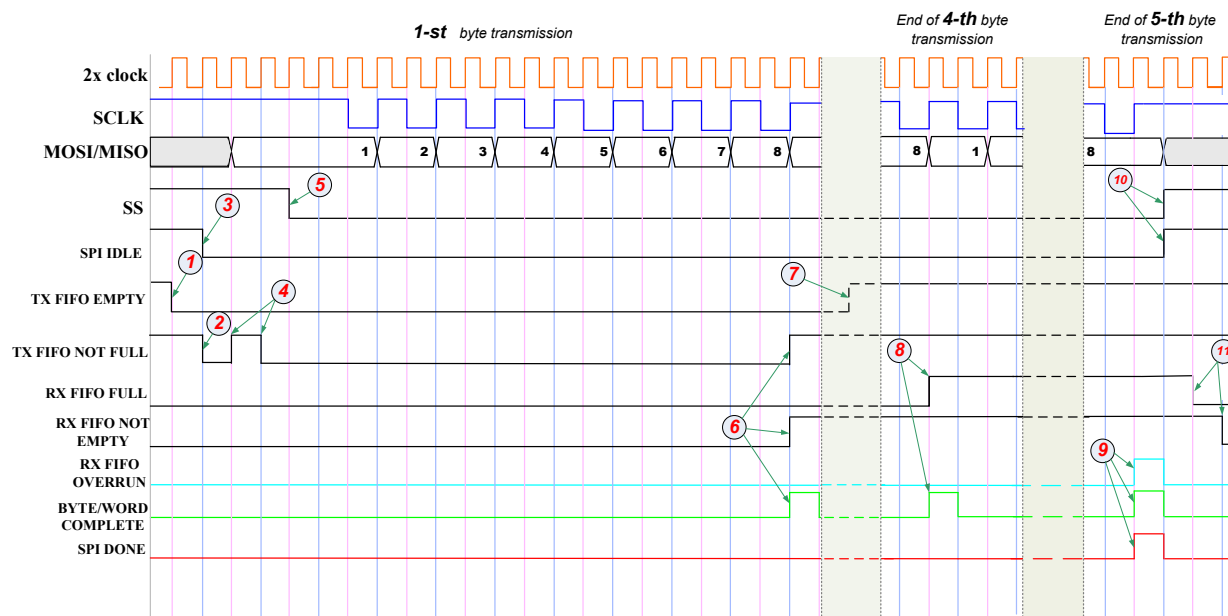 1-st byte transmission
End of 4-th byte
transmission
End of 5-th byte
transmission
2x clock
SCLK
MOSI/MISO
1 2 3 4 5 6 7 8 8 1 8
SS
5
10
3
SPI IDLE
1
TX FIFO EMPTY
7
4
2
TX FIFO NOT FULL
8
11
RX FIFO FULL
RX FIFO NOT
EMPTY
6
RX FIFO
OVERRUN
9
BYTE/WORD
COMPLETE
SPI DONE